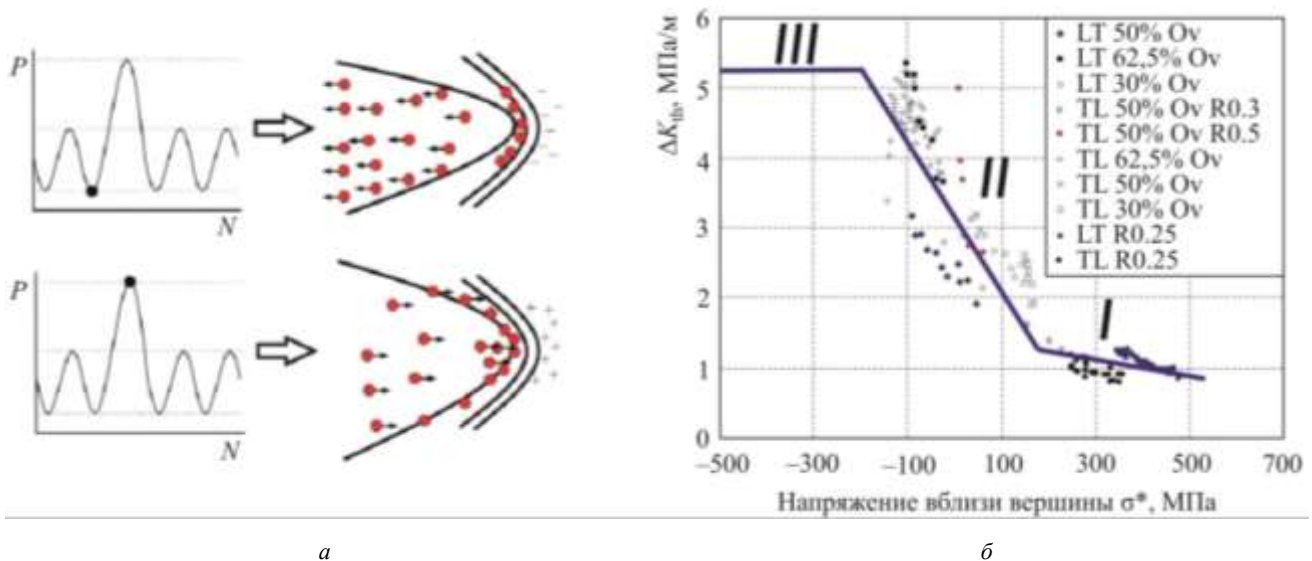 P
N
P
N
ΔKth, МПа/м
6
5
4
3
2
1
0
−500
−300
−100
100
300
500
700
III
II
I
LT 50% Ov
LT 62,5% Ov
LT 30% Ov
TL 50% Ov R0.3
TL 50% Ov R0.5
TL 62,5% Ov
TL 50% Ov
TL 30% Ov
LT R0.25
TL R0.25
Напряжение вблизи вершины σ*, МПа
а
б